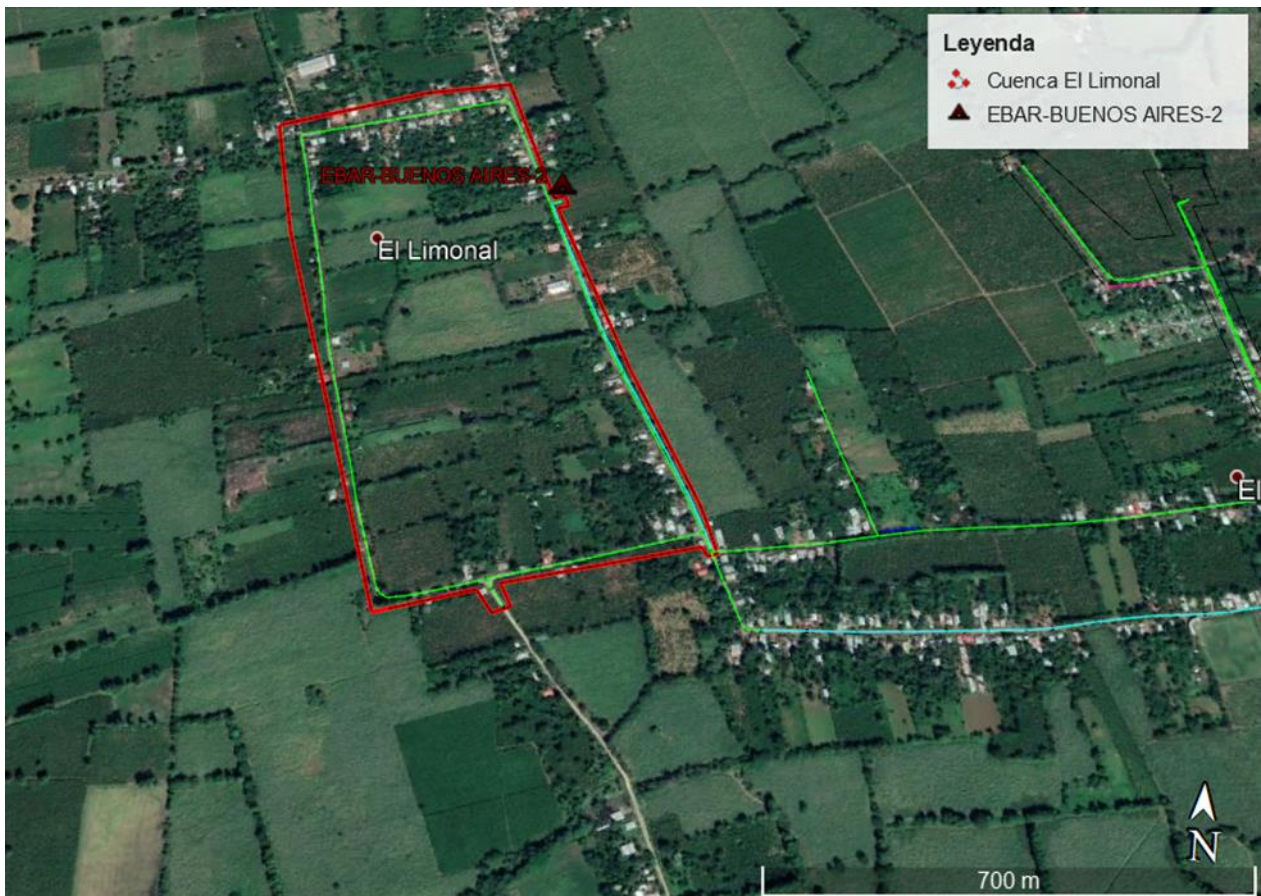 Leyenda
Cuenca El Limonal
EBAR-BUENOS AIRES-2
EBAR-BUENOS AIRES-2
El Limonal
El
N
700 m